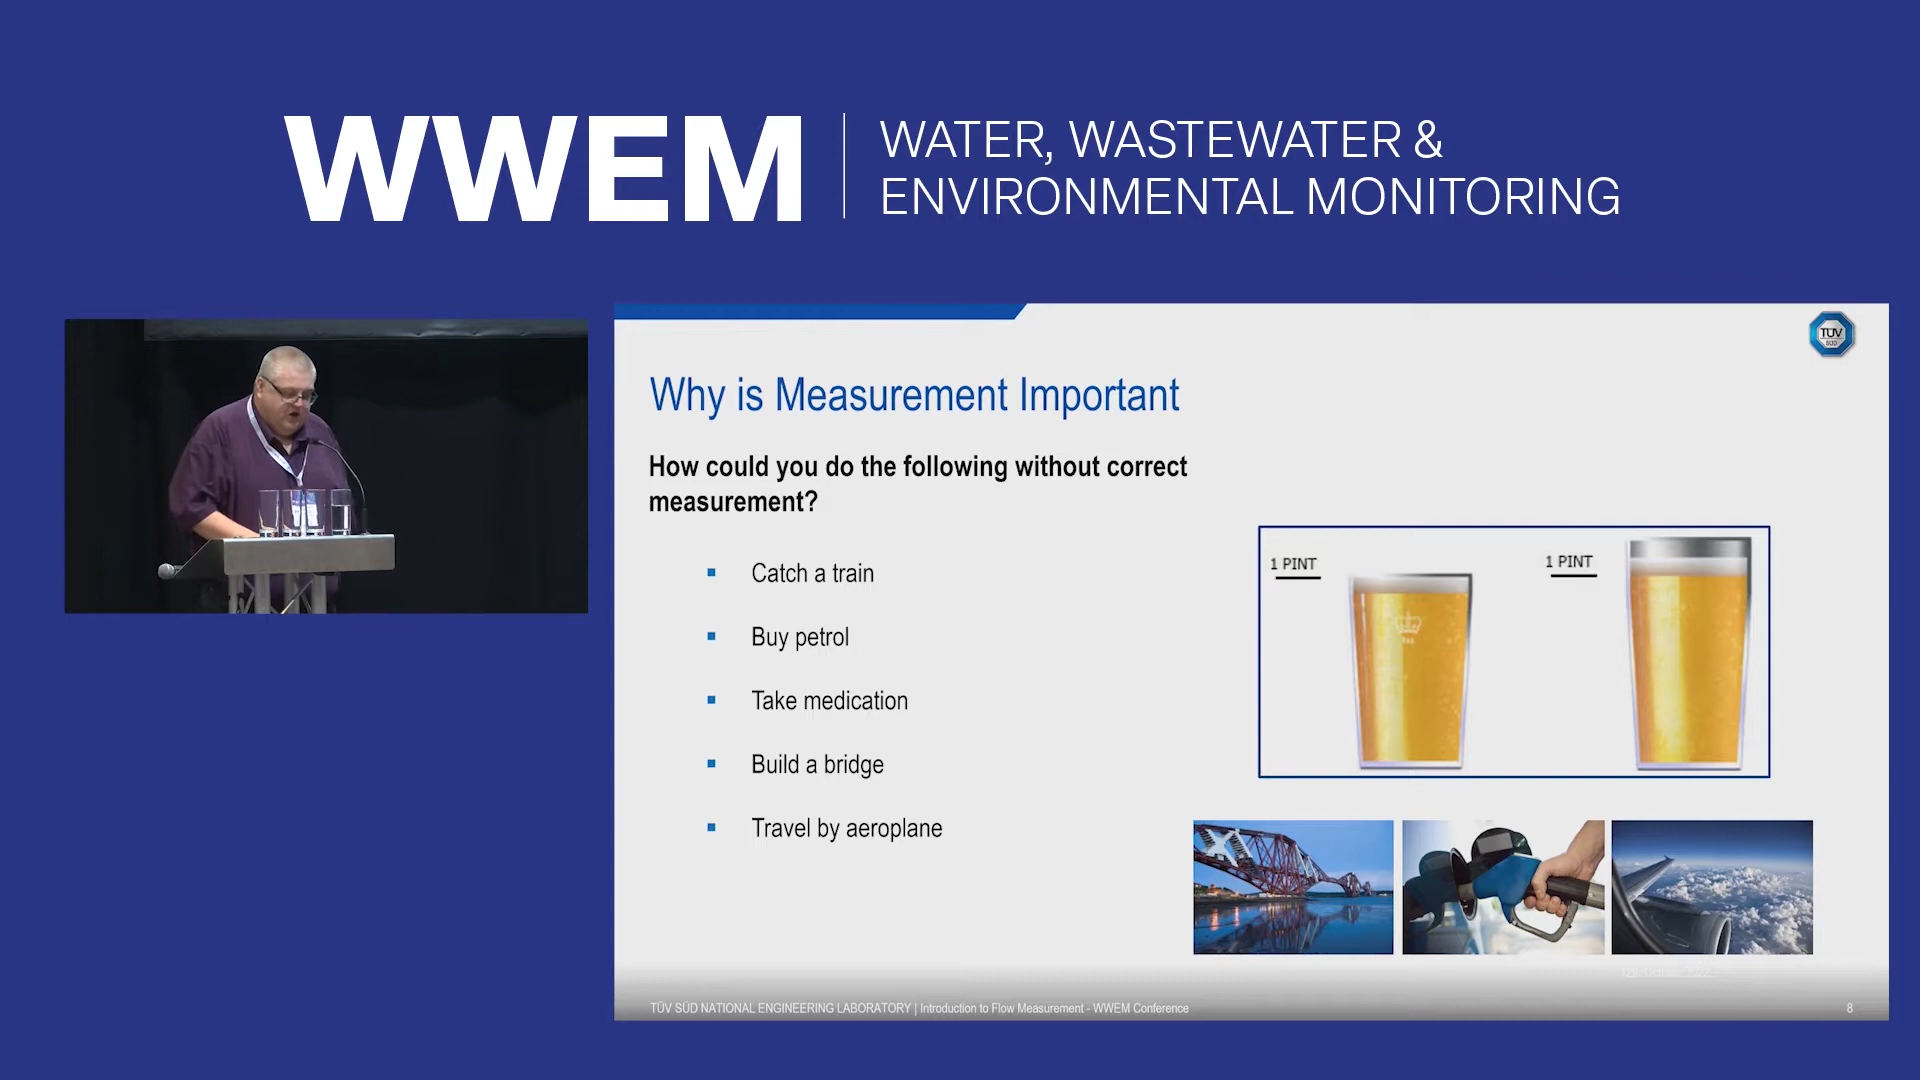 WWEM
WATER, WASTEWATER &
ENVIRONMENTAL MONITORING
TÜV
SÜD
Why is Measurement Important
How could you do the following without correct
measurement?
Catch a train
Buy petrol
Take medication
Build a bridge
Travel by aeroplane
1 PINT
1 PINT
TÜV SÜD NATIONAL ENGINEERING LABORATORY | Introduction to Flow Measurement - WWEM Conference
8